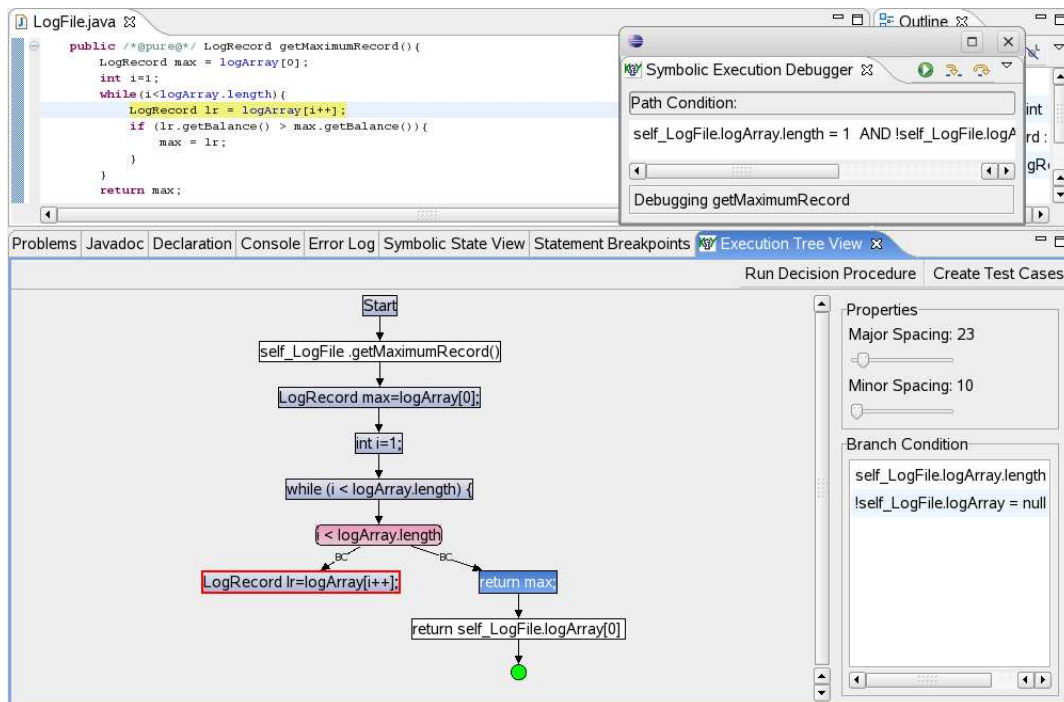 LogFile.java
Outline
public /*@pure@*/ LogRecord getMaximumRecord(){
LogRecord max = logArray[0];
int i=1;
while(i<logArray.length){
LogRecord lr = logArray[i++];
if (lr.getBalance() > max.getBalance()){
max = lr;
}
}
return max;
Symbolic Execution Debugger
Path Condition:
self_LogFile.logArray.length = 1 AND !self_LogFile.logA
Debugging getMaximumRecord
int
rd :
gRe
Problems Javadoc Declaration Console Error Log Symbolic State View Statement Breakpoints Execution Tree View
Run Decision Procedure Create Test Cases
Start
self_LogFile .getMaximumRecord()
LogRecord max=logArray[0];
int i=1;
while (i < logArray.length) {
i < logArray.length
BC BC
LogRecord lr=logArray[i++];
return max;
return self_LogFile.logArray[0]
Properties
Major Spacing: 23
Minor Spacing: 10
Branch Condition
self_LogFile.logArray.length
!self_LogFile.logArray = null